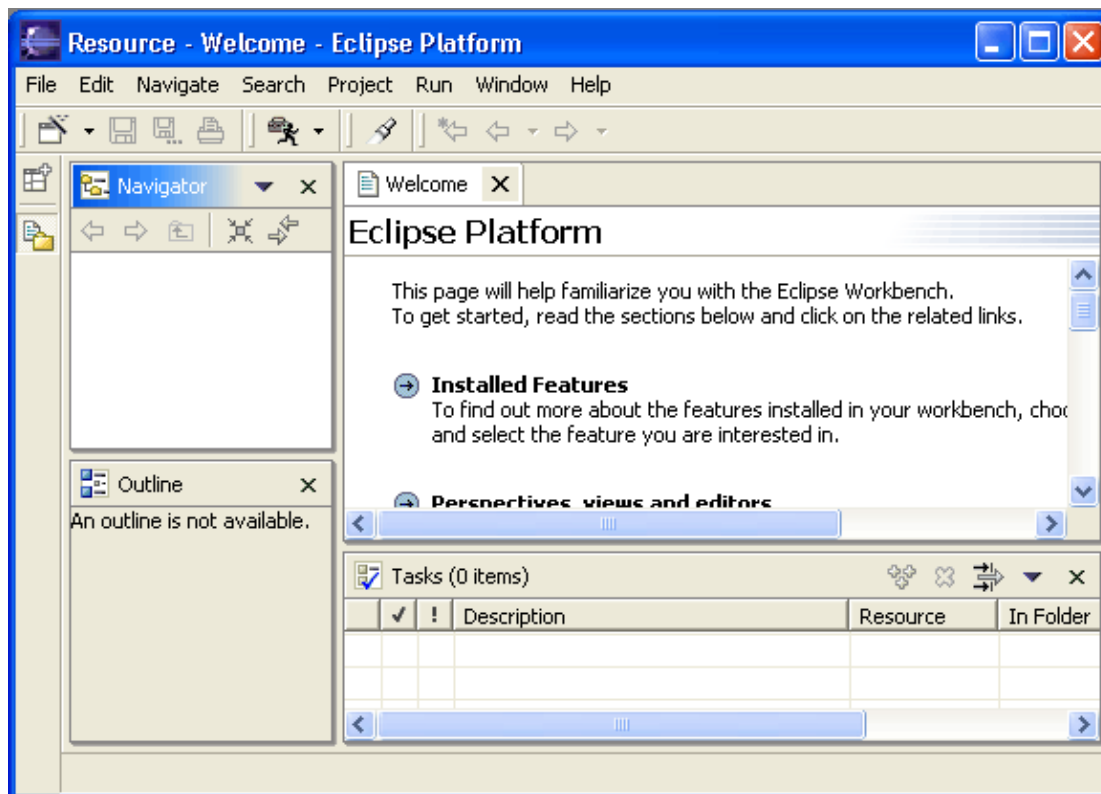 Resource - Welcome - Eclipse Platform
File Edit Navigate Search Project Run Window Help
Navigator
Welcome
Eclipse Platform
This page will help familiarize you with the Eclipse Workbench.
To get started, read the sections below and click on the related links.
Installed Features
To find out more about the features installed in your workbench,
and select the feature you are interested in.
Perspectives, views and editors
Outline
An outline is not available.
Tasks (0 items)
! Description Resource In Folder